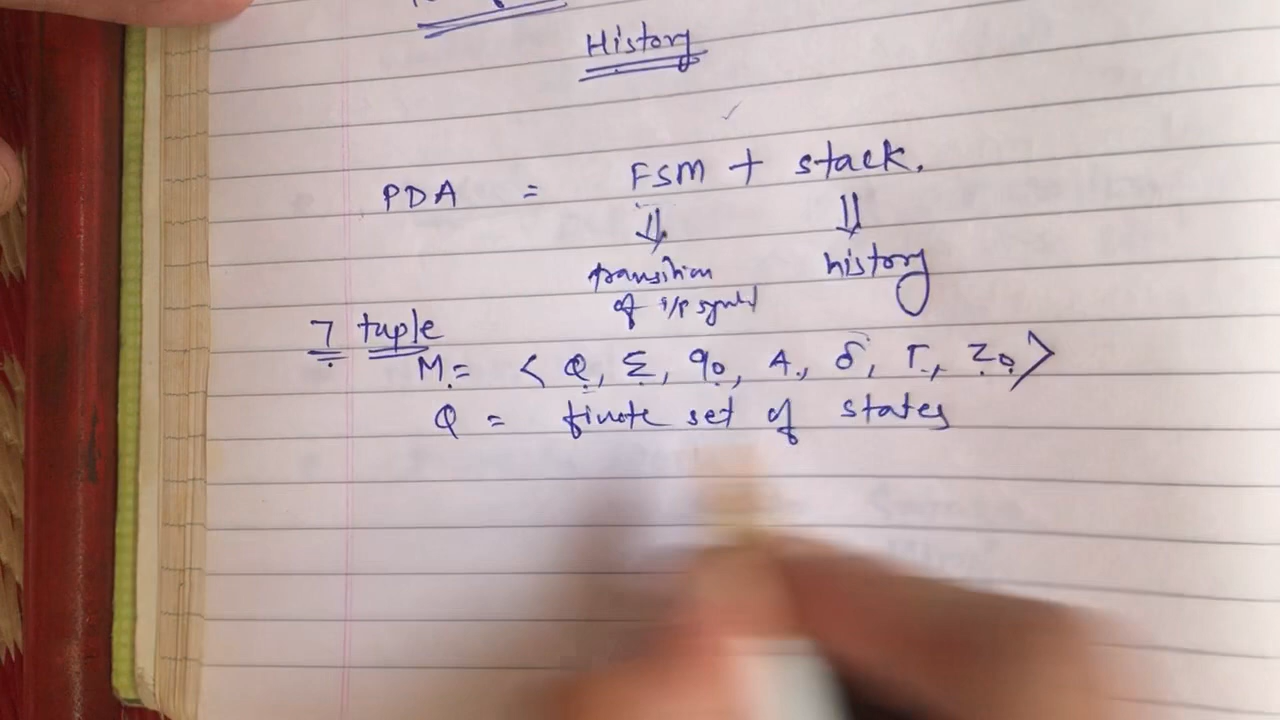 History
PDA = FSM + stack.
⇓ ⇓
transition history
of i/p symbol
7 tuple
M = < Q, Σ, q0, A, δ, Γ, z0 >
Q = finite set of states